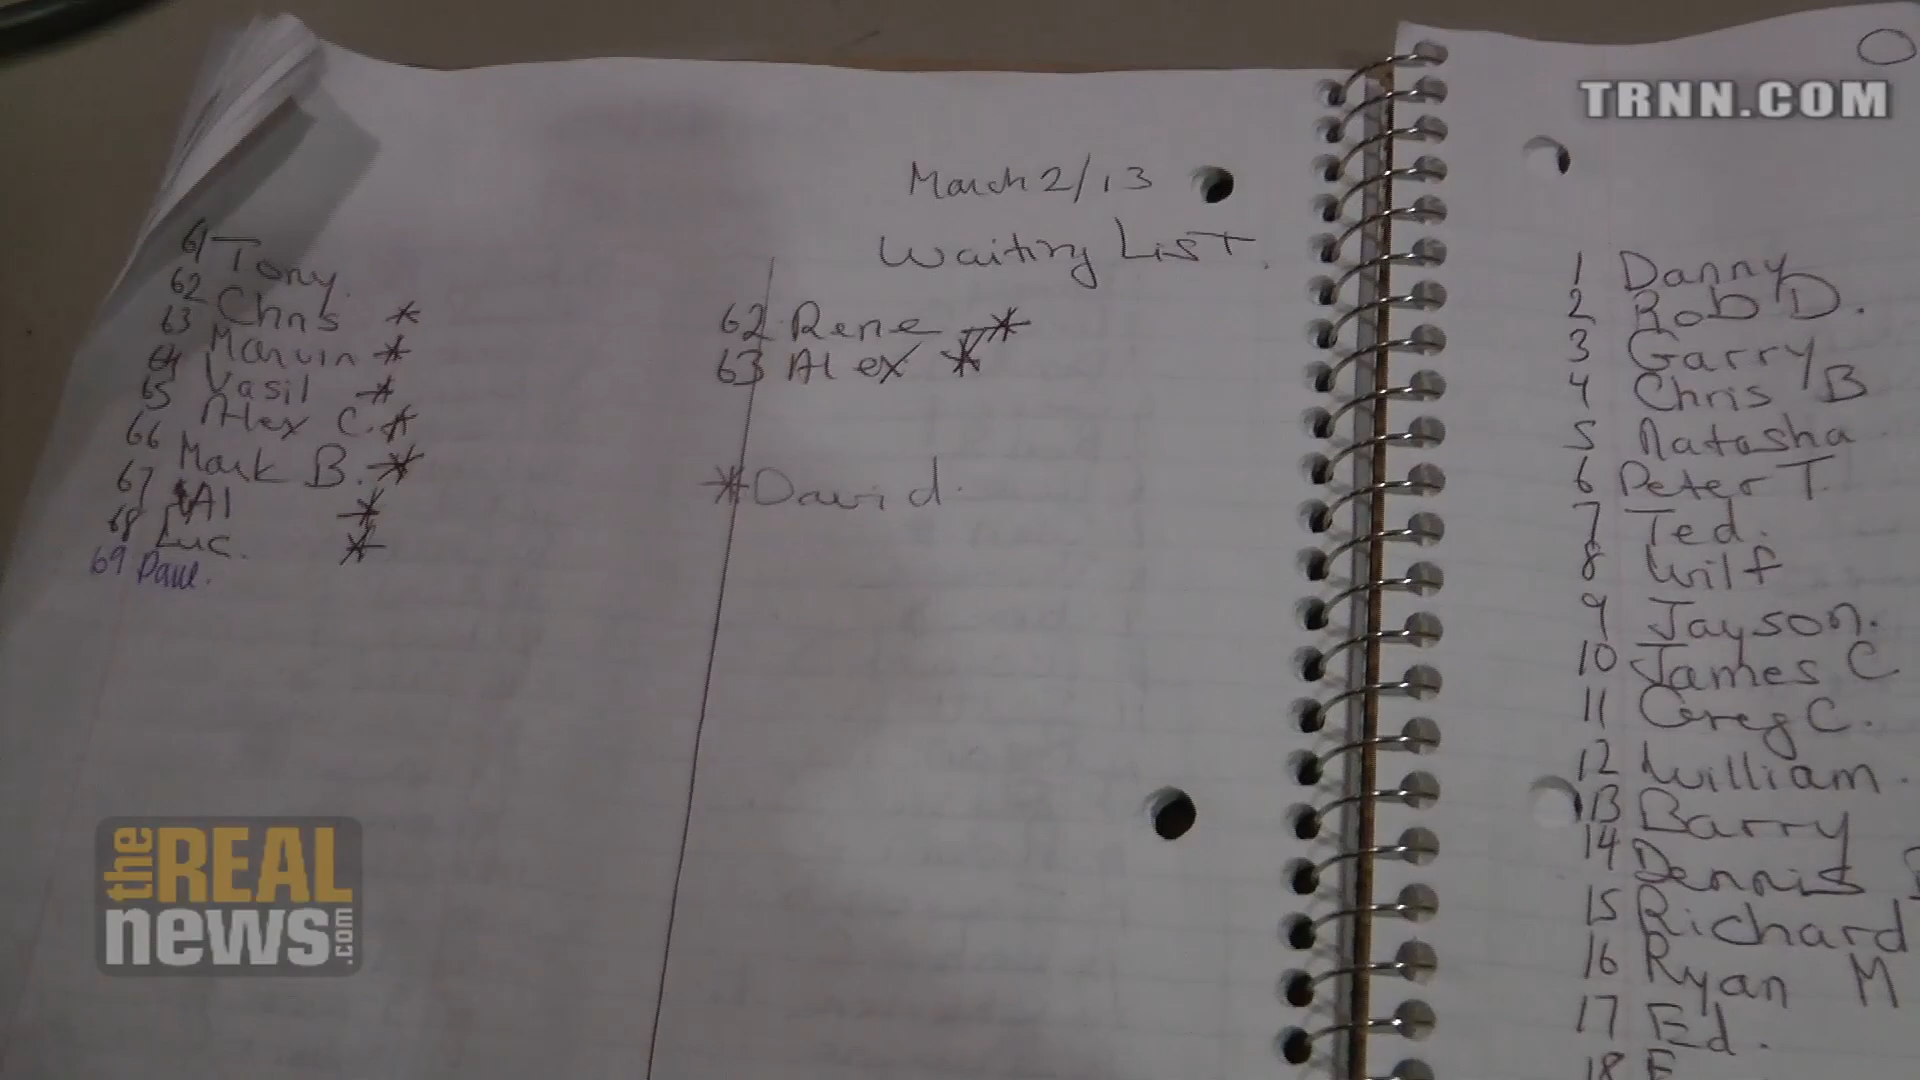 TRNN.COM
March 2/13
Waiting List.
61 Tony.
62 Chris *
63 Marvin *
64 Vasil *
65 Alex C. *
66 Mark B. *
67 Al *
68 Luc. *
69 Dave.
62 Rene *
63 Alex *
*David.
1 Danny
2 Rob D.
3 Garry B
4 Chris
5 Natasha
6 Peter T.
7 Ted.
8 Wilf
9 Jayson.
10 James C
11 Greg C.
12 William.
13 Barry
14 Dennis
15 Richard
16 Ryan M
17 Ed.
18
the REAL
news.com